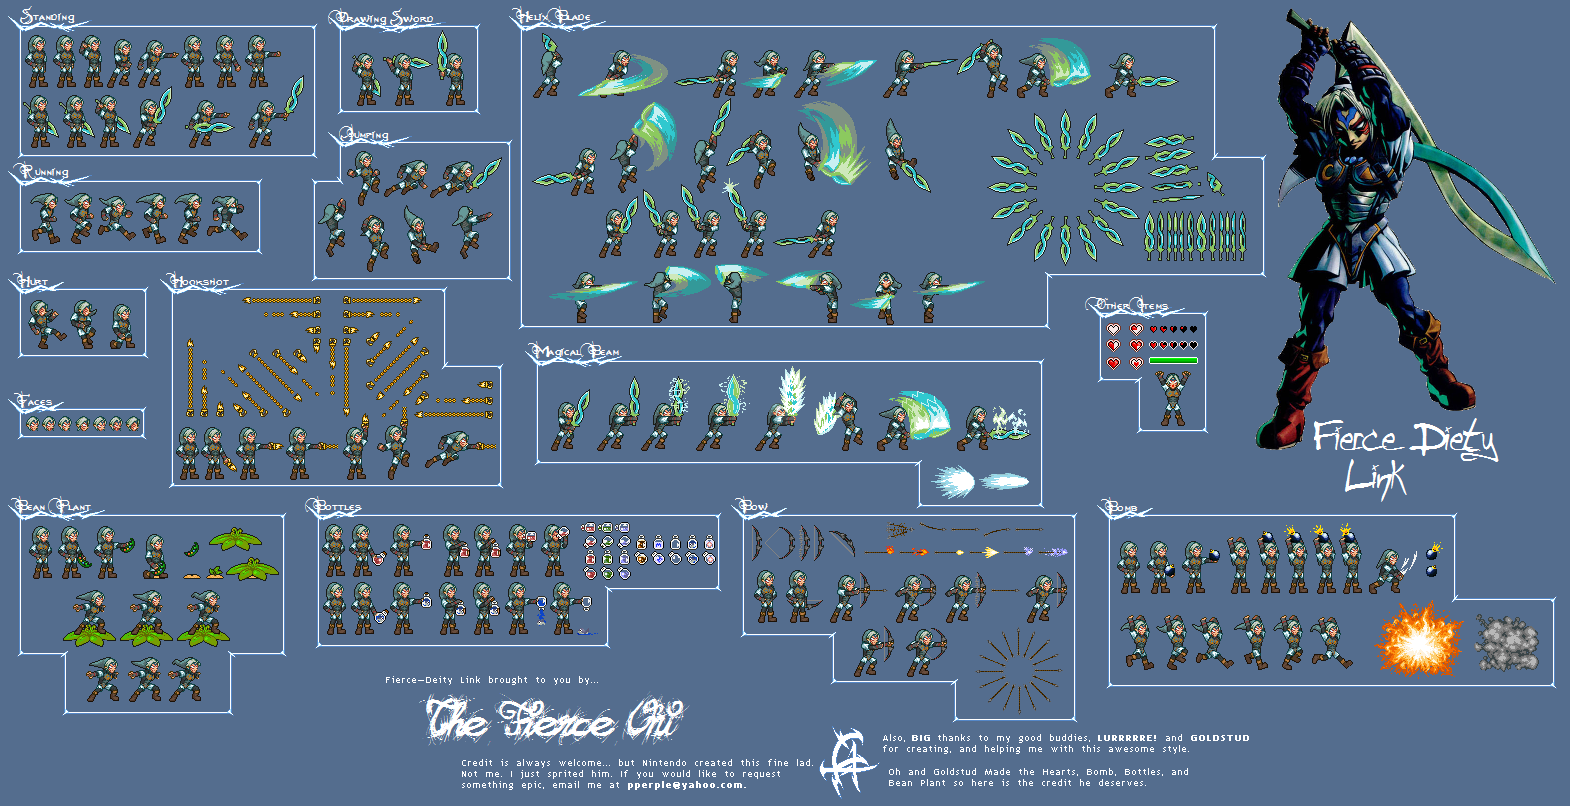 Standing
Drawing Sword
Helix Blade
Jumping
Running
Hurt
Hookshot
Other Items
Magical Beam
Faces
Fierce Diety
Link
Bean Plant
Bottles
Bow
Bomb
Fierce-Deity Link brought to you by...
The Fierce Chi
Credit is always welcome... but Nintendo created this fine lad.
Not me. I just sprited him. If you would like to request
something epic, email me at pperple@yahoo.com.
Also, BIG thanks to my good buddies, LURRRRRE! and GOLDSTUD
for creating, and helping me with this awesome style.
Oh and Goldstud Made the Hearts, Bomb, Bottles, and
Bean Plant so here is the credit he deserves.